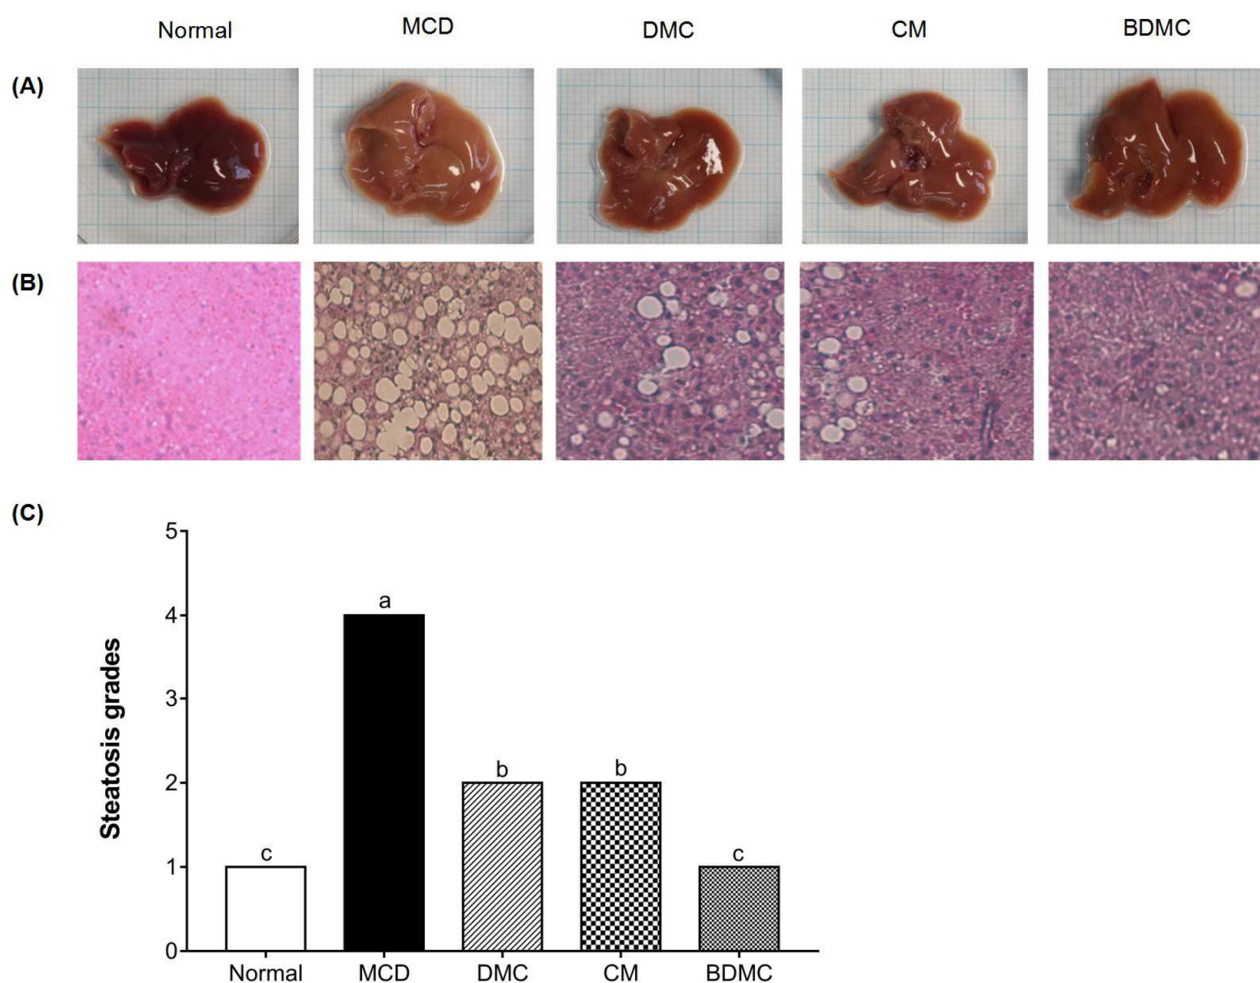 Normal MCD DMC CM BDMC
(A)
(B)
(C)
5
a
4
3
b b
2
c c
1
0
Steatosis grades
Normal MCD DMC CM BDMC